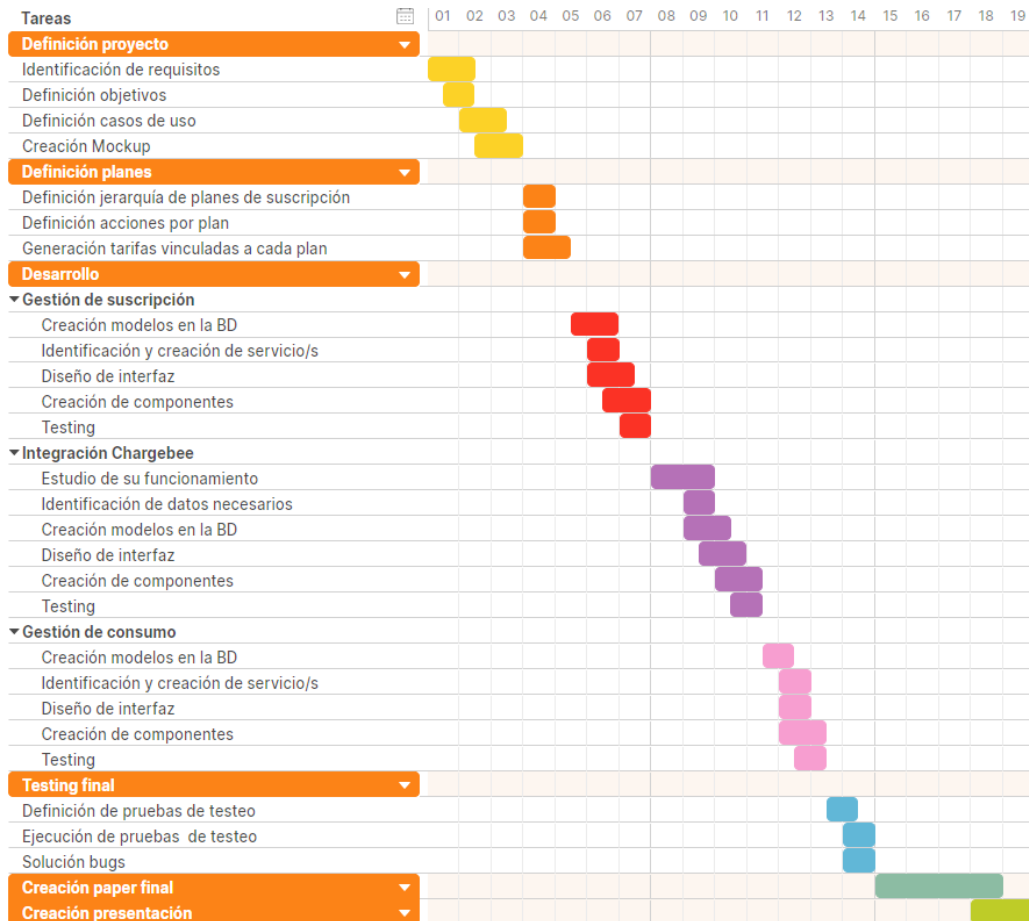 Tareas 01 02 03 04 05 06 07 08 09 10 11 12 13 14 15 16 17 18 19
Definición proyecto
Identificación de requisitos
Definición objetivos
Definición casos de uso
Creación Mockup
Definición planes
Definición jerarquía de planes de suscripción
Definición acciones por plan
Generación tarifas vinculadas a cada plan
Desarrollo
Gestión de suscripción
Creación modelos en la BD
Identificación y creación de servicio/s
Diseño de interfaz
Creación de componentes
Testing
Integración Chargebee
Estudio de su funcionamiento
Identificación de datos necesarios
Creación modelos en la BD
Diseño de interfaz
Creación de componentes
Testing
Gestión de consumo
Creación modelos en la BD
Identificación y creación de servicio/s
Diseño de interfaz
Creación de componentes
Testing
Testing final
Definición de pruebas de testeo
Ejecución de pruebas de testeo
Solución bugs
Creación paper final
Creación presentación